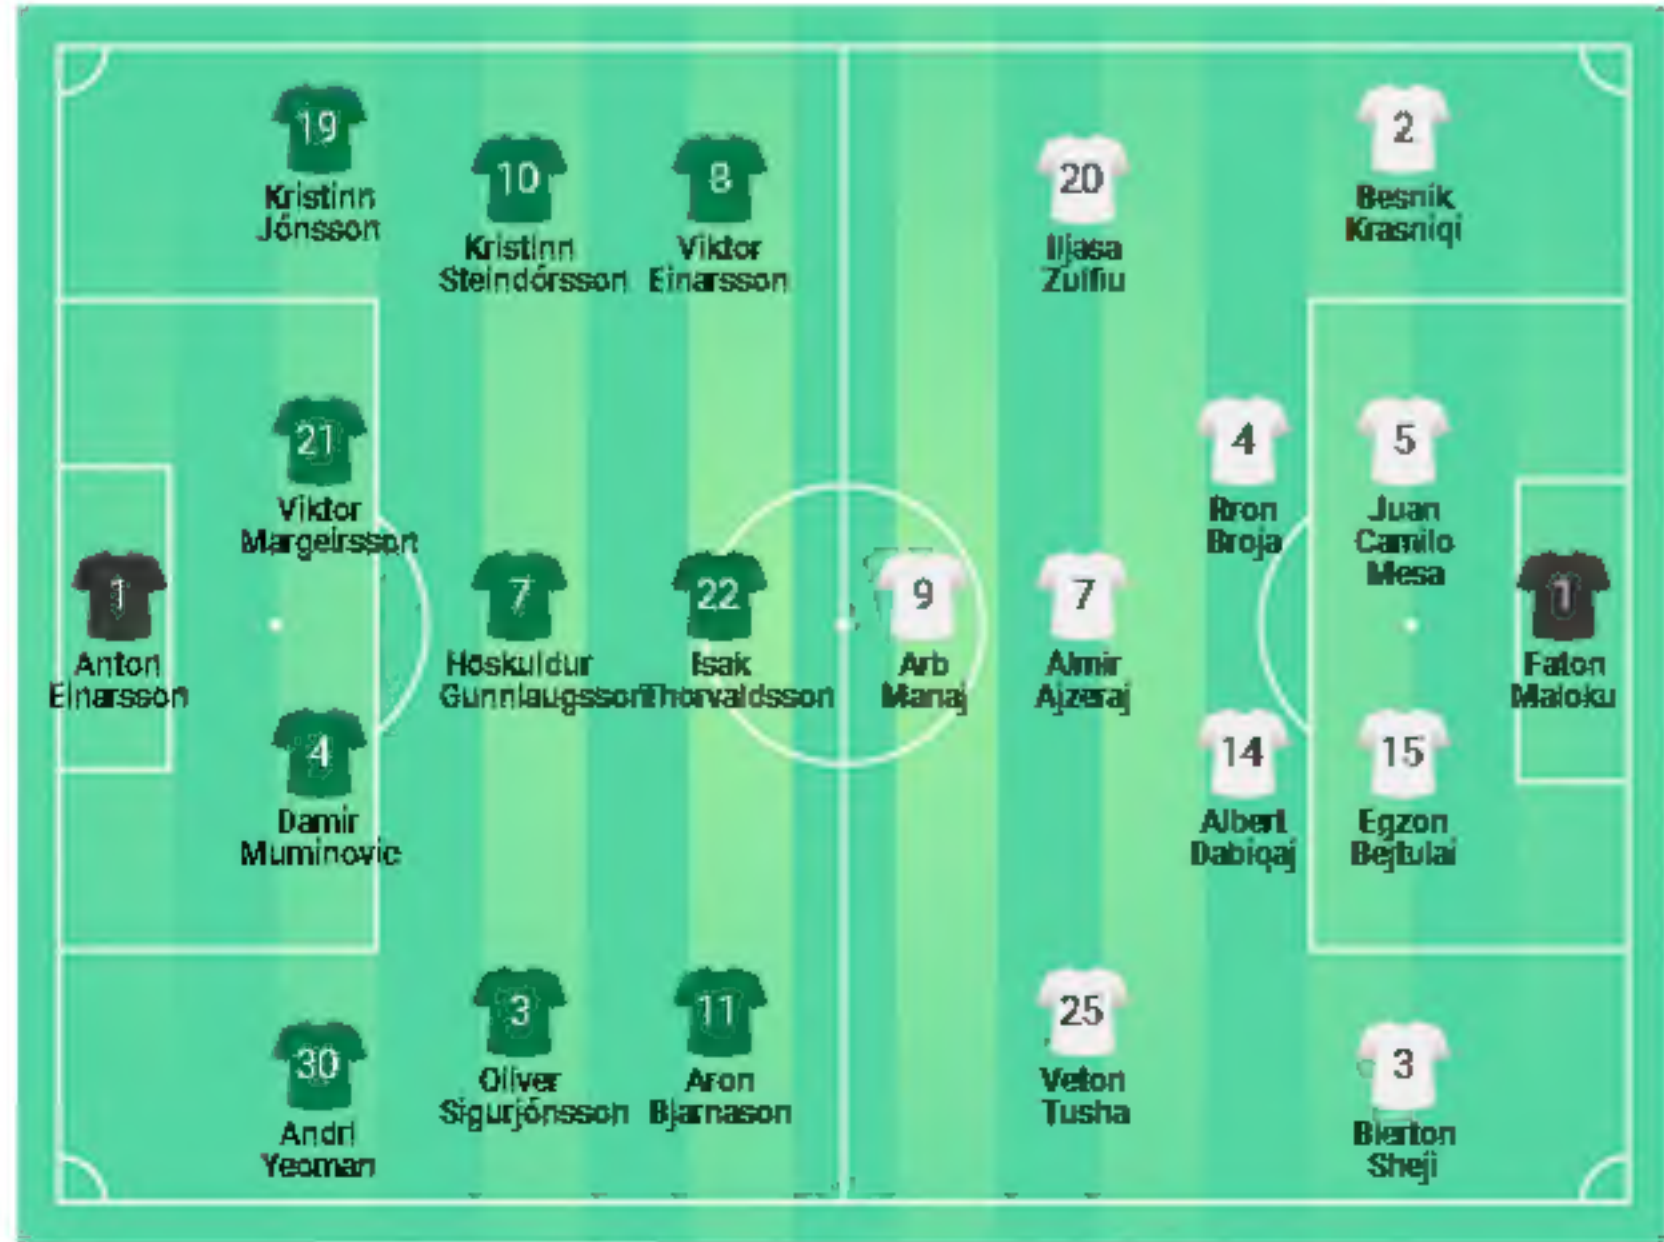 19
Kristinn
Jónsson
10
Kristinn
Steindórsson
8
Viktor
Einarsson
20
Iljasa
Zulfiu
2
Besnik
Krasniqi
21
Viktor
Margeirsson
4
Rron
Broja
5
Juan
Camilo
Mesa
1
Anton
Einarsson
7
Höskuldur
Gunnlaugsson
22
Isak
Thorvaldsson
9
Arb
Manaj
7
Almir
Ajzeraj
1
Faton
Maloku
4
Damir
Muminovic
14
Albert
Dabiqaj
15
Egzon
Bejtulai
30
Andri
Yeoman
3
Oliver
Sigurjónsson
11
Aron
Bjarnason
25
Veton
Tusha
3
Blerton
Sheji